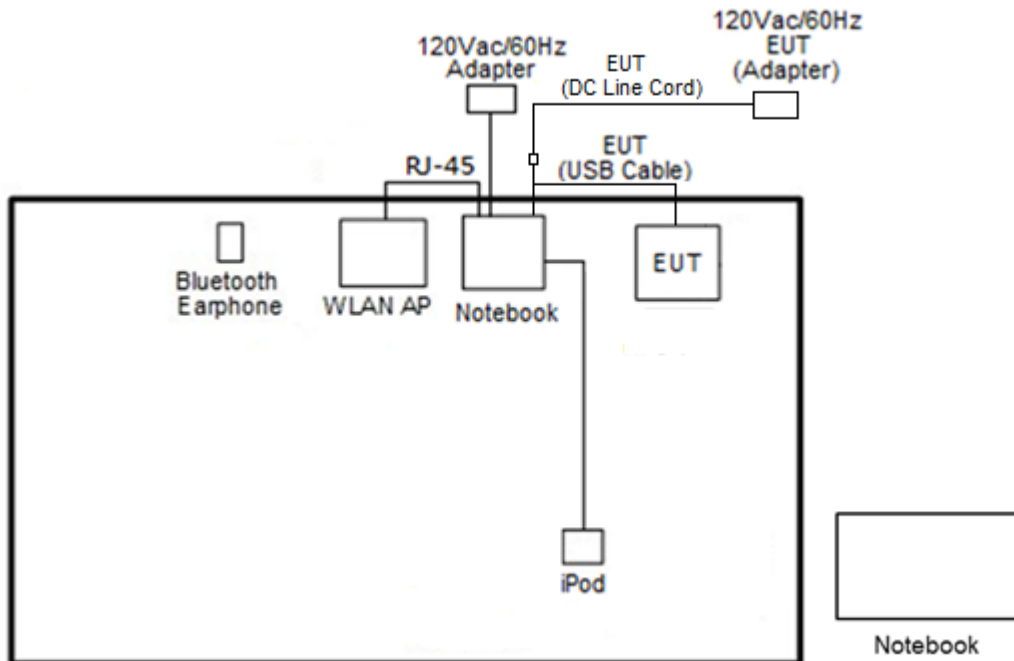 120Vac/60Hz
Adapter
EUT
(DC Line Cord)
120Vac/60Hz
EUT
(Adapter)
RJ-45
EUT
(USB Cable)
Bluetooth
Earphone
WLAN AP
Notebook
EUT
iPod
Notebook